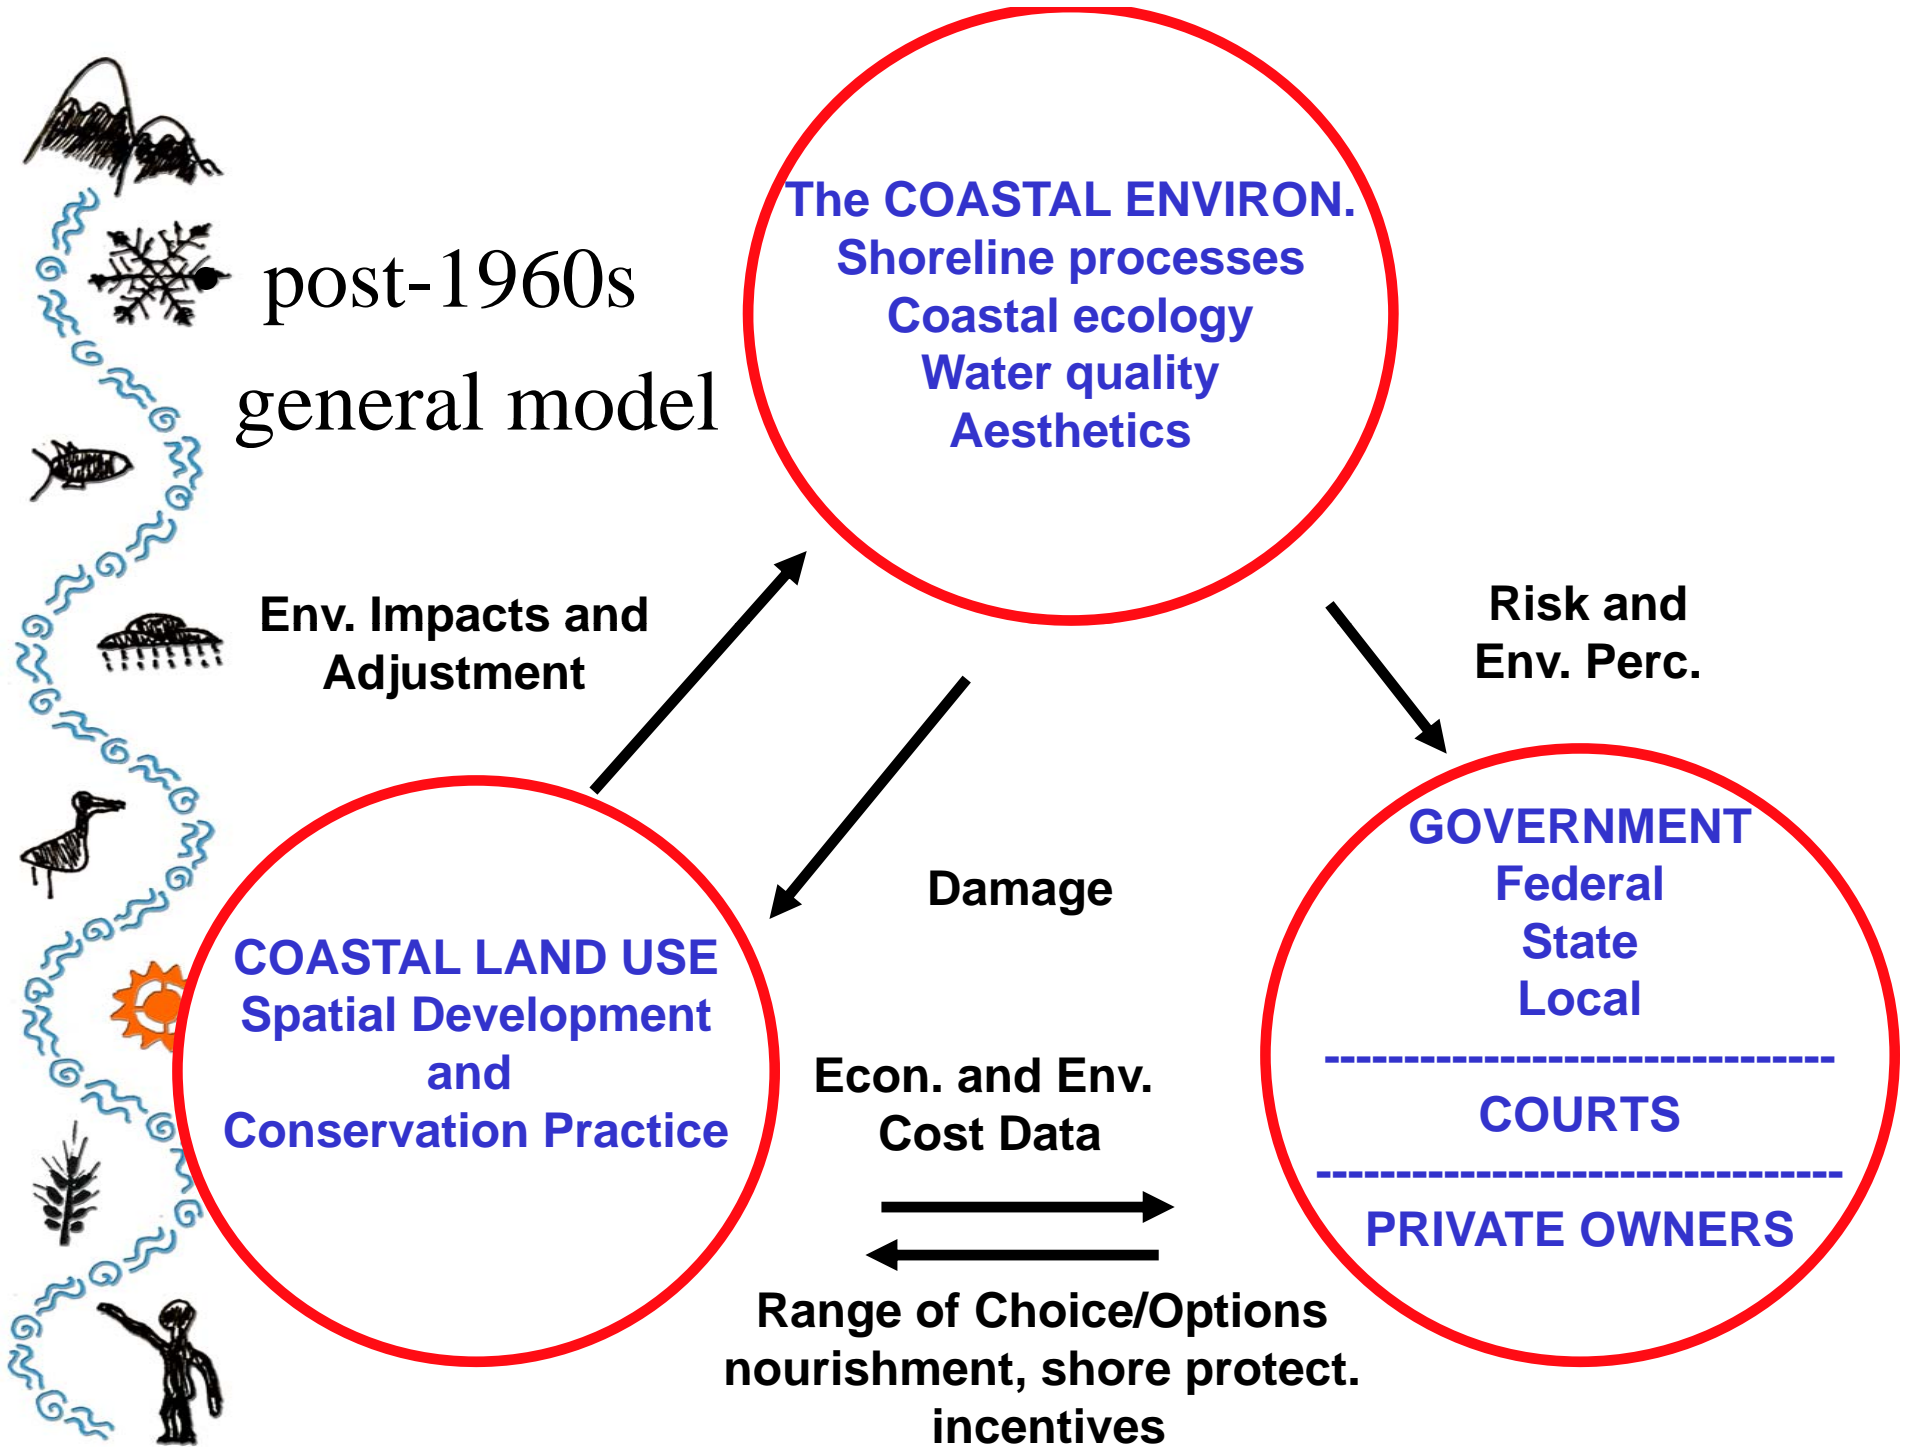 • post-1960s
general model
The COASTAL ENVIRON.
Shoreline processes
Coastal ecology
Water quality
Aesthetics
Env. Impacts and
Adjustment
Risk and
Env. Perc.
Damage
COASTAL LAND USE
Spatial Development
and
Conservation Practice
GOVERNMENT
Federal
State
Local
--------------------------------
COURTS
---------------------------------
PRIVATE OWNERS
Econ. and Env.
Cost Data
Range of Choice/Options
nourishment, shore protect.
incentives